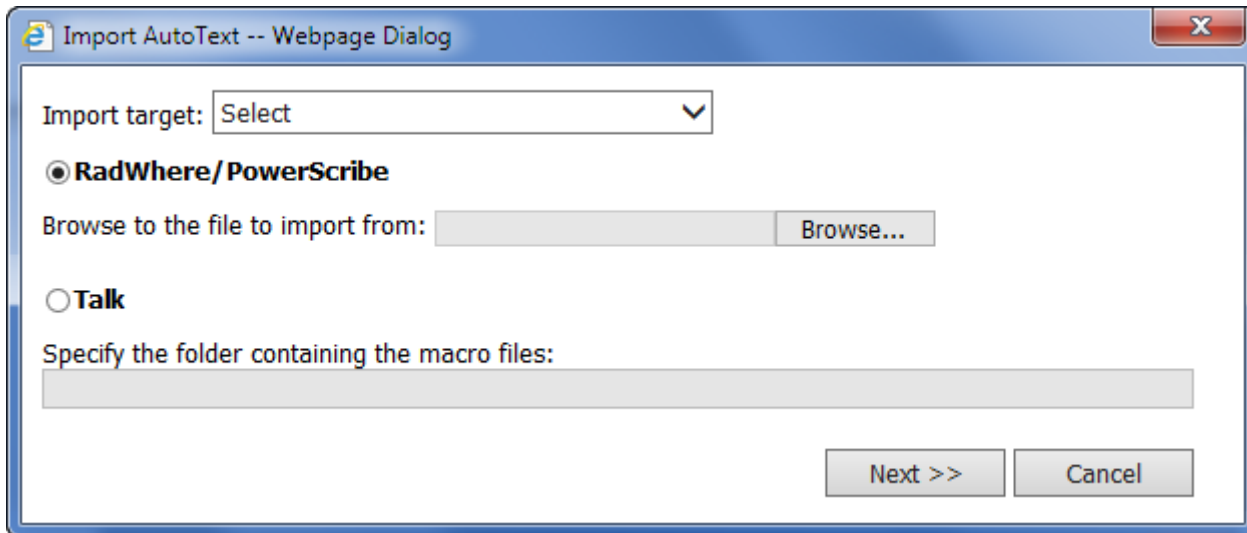 Import AutoText -- Webpage Dialog
Import target: Select
RadWhere/PowerScribe
Browse to the file to import from: Browse...
Talk
Specify the folder containing the macro files:
Next >> Cancel